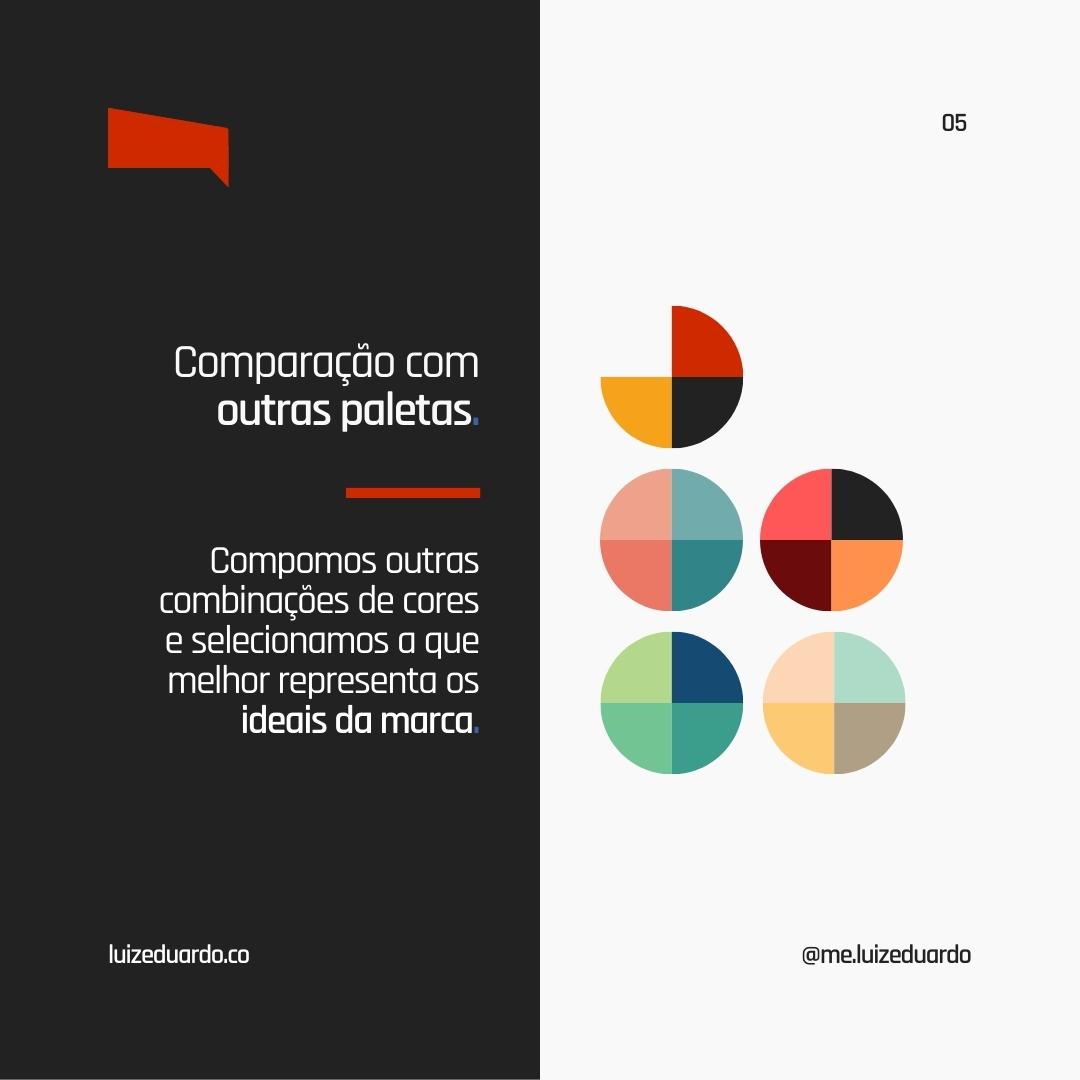 05
Comparação com
outras paletas.
Compomos outras
combinações de cores
e selecionamos a que
melhor representa os
ideais da marca.
luizeduardo.co
@me.luizeduardo